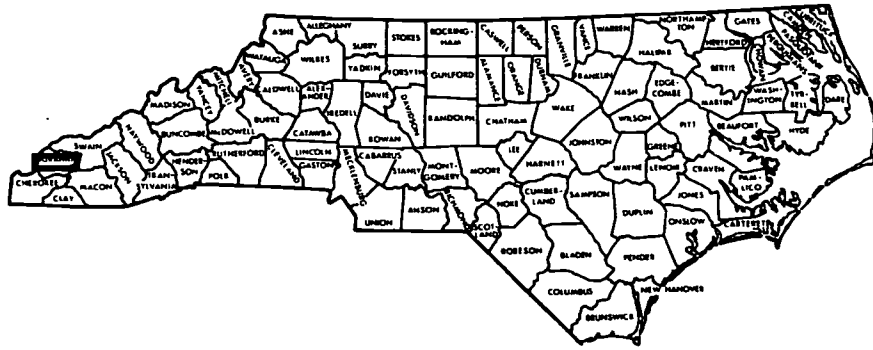 ASHE
ALLEGHANY
SURRY
STOKES
ROCKING-
HAM
CASWELL
PERSON
GRANVILLE
VANCE
WARREN
NORTHAMP-
TON
GATES
HERTFORD
HALIFAX
BERTIE
WATAUGA
WILKES
YADKIN
FORSYTH
GUILFORD
ALAMANCE
ORANGE
DURHAM
FRANKLIN
NASH
EDGE-
COMBE
MARTIN
WASH-
INGTON
TYR-
RELL
DARE
MADISON
YANCEY
MITCHELL
AVERY
CALDWELL
ALEX-
ANDER
IREDELL
DAVIE
DAVIDSON
RANDOLPH
CHATHAM
WAKE
WILSON
PITT
BEAUFORT
HYDE
SWAIN
HAYWOOD
BUNCOMBE
McDOWELL
BURKE
CATAWBA
ROWAN
LEE
JOHNSTON
GREENE
CHEROKEE
CLAY
MACON
JACKSON
TRAN-
SYLVANIA
HENDER-
SON
POLK
RUTHERFORD
CLEVELAND
LINCOLN
GASTON
MECKLENBURG
CABARRUS
STANLY
MONT-
GOMERY
MOORE
HARNETT
WAYNE
LENOIR
CRAVEN
PAM-
LICO
UNION
ANSON
RICHMOND
SCOT-
LAND
HOKE
CUMBER-
LAND
SAMPSON
DUPLIN
JONES
ONSLOW
CARTERET
ROBESON
BLADEN
PENDER
COLUMBUS
NEW HANOVER
BRUNSWICK